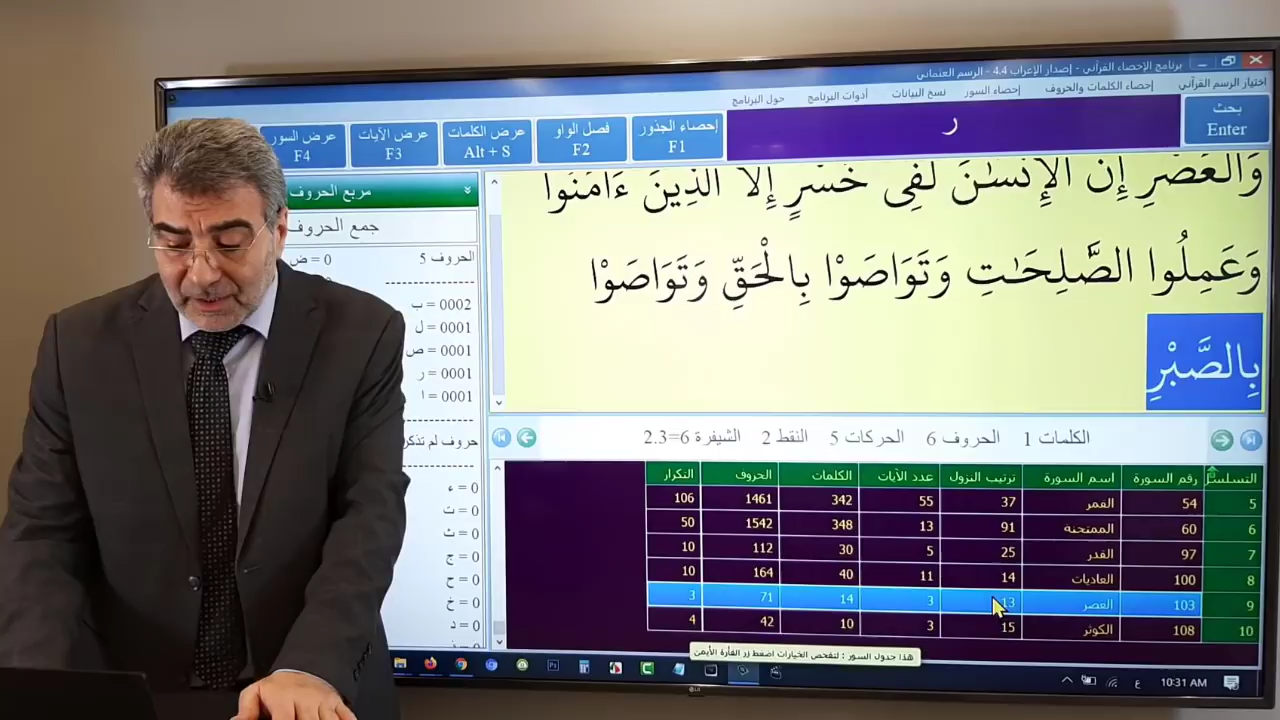 برنامج الإحصاء القرآني - إصدار الإعراب 4.4 - الرسم العثماني
اختيار الرسم القرآني إحصاء الكلمات والحروف إحصاء السور نسخ البيانات أدوات البرنامج حول البرنامج
بحث
Enter
ر
إحصاء الجذور
F1
فصل الواو
F2
عرض الكلمات
Alt + S
عرض الآيات
F3
عرض السور
F4
مربع الحروف
جمع الحروف
الحروف 5
0 = ض
0002 = ب
0001 = ل
0001 = ص
0001 = ر
0001 = ا
حروف لم تذكر
0 = ء
0 = ت
0 = ث
0 = ج
0 = ح
0 = خ
0 = د
وَالْعَصْرِ إِنَّ الْإِنسَـٰنَ لَفِى خُسْرٍ إِلَّا الَّذِينَ ءَامَنُوا
وَعَمِلُوا الصَّـٰلِحَـٰتِ وَتَوَاصَوْا بِالْحَقِّ وَتَوَاصَوْا
بِالصَّبْرِ
الكلمات 1 الحروف 6 الحركات 5 النقط 2 الشيفرة 6=2.3
التسلسل رقم السورة اسم السورة ترتيب النزول عدد الآيات الكلمات الحروف التكرار
5 54 القمر 37 55 342 1461 106
6 60 الممتحنة 91 13 348 1542 50
7 97 القدر 25 5 30 112 10
8 100 العاديات 14 11 40 164 10
9 103 العصر 13 3 14 71 3
10 108 الكوثر 15 3 10 42 4
هذا جدول السور : لتفحص الخيارات اضغط زر الفأرة الأيمن
ع 10:31 AM
LG